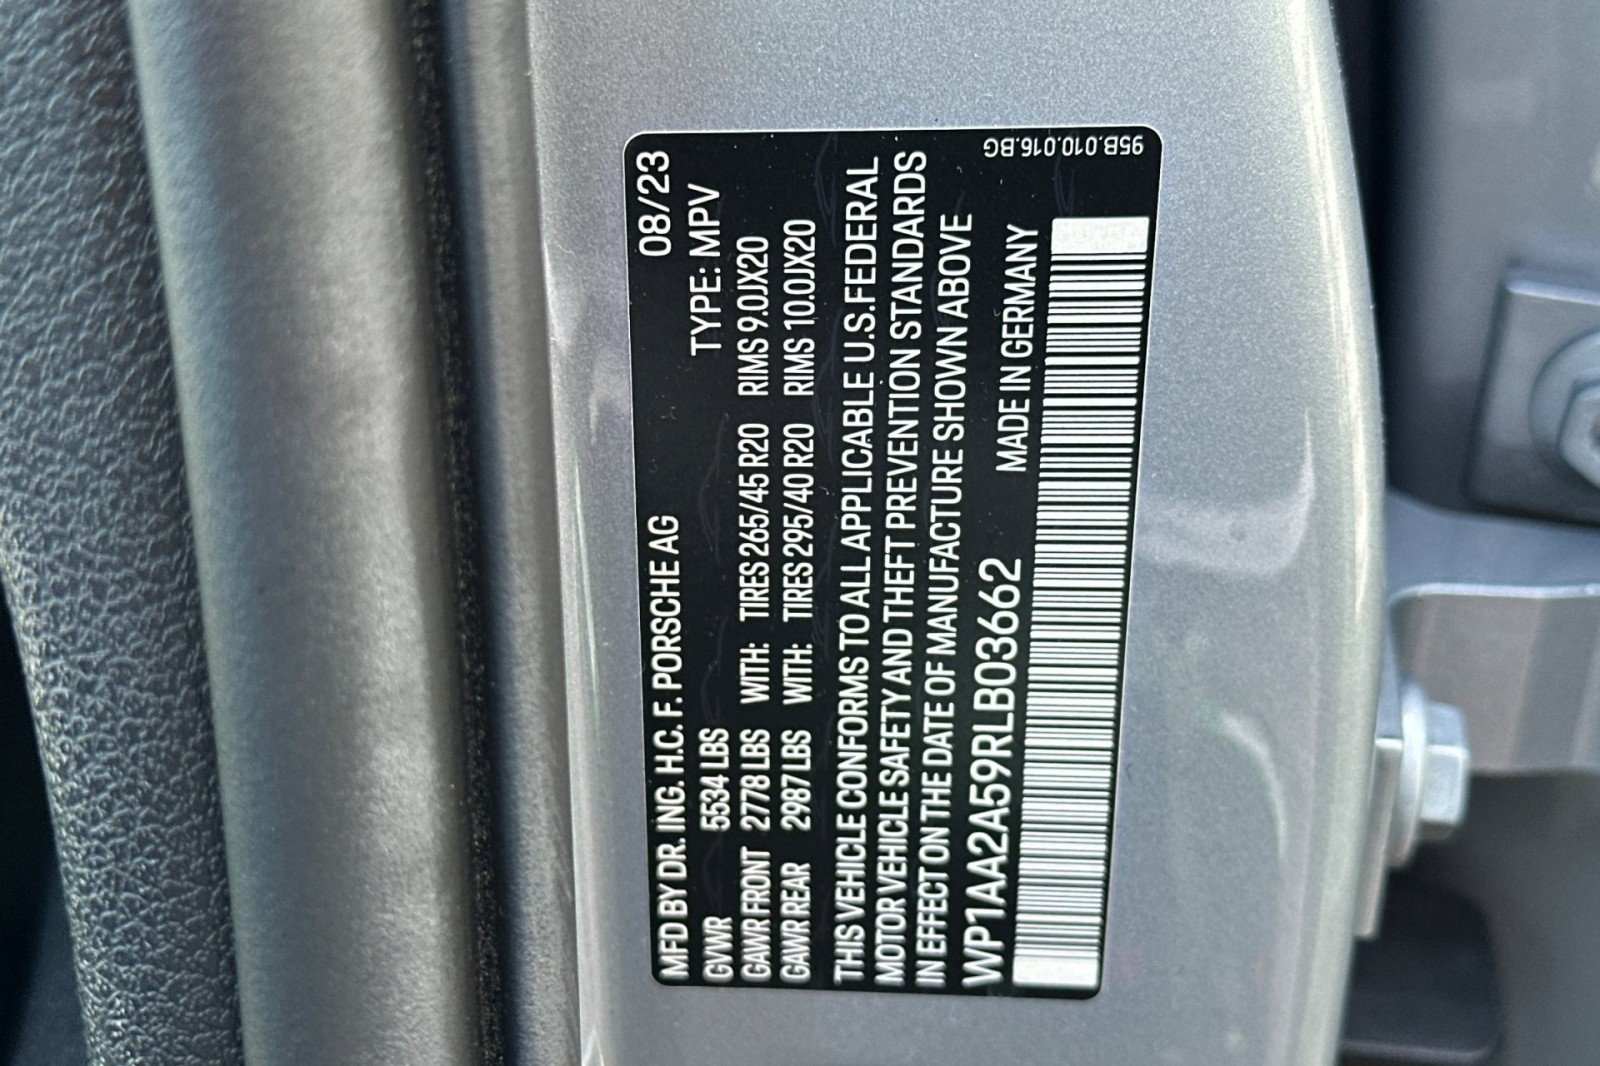 MFD BY DR. ING. H.C. F. PORSCHE AG 08/23
GVWR 5534 LBS TYPE: MPV
GAWR FRONT 2778 LBS WITH: TIRES 265/45 R20 RIMS 9.0JX20
GAWR REAR 2987 LBS WITH: TIRES 295/40 R20 RIMS 10.0JX20
THIS VEHICLE CONFORMS TO ALL APPLICABLE U.S. FEDERAL
MOTOR VEHICLE SAFETY AND THEFT PREVENTION STANDARDS
IN EFFECT ON THE DATE OF MANUFACTURE SHOWN ABOVE
WP1AA2A59RLB03662 MADE IN GERMANY
95B.010.016.BG